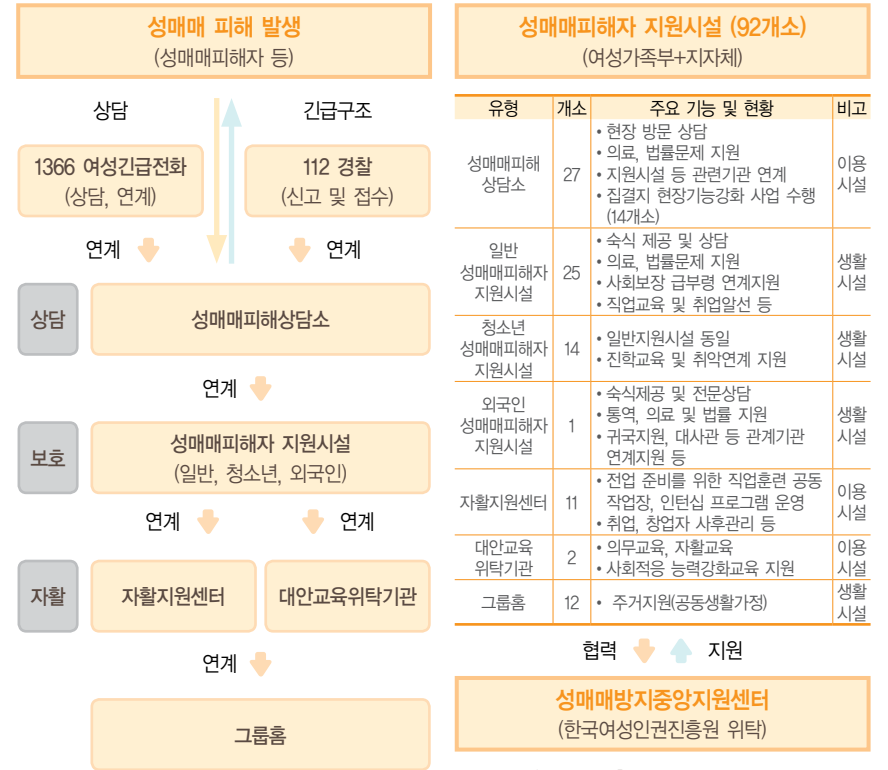 성매매 피해 발생
(성매매피해자 등)
상담
긴급구조
1366 여성긴급전화
(상담, 연계)
112 경찰
(신고 및 접수)
연계
연계
상담
성매매피해상담소
연계
보호
성매매피해자 지원시설
(일반, 청소년, 외국인)
연계
연계
자활
자활지원센터
대안교육위탁기관
연계
그룹홈
성매매피해자 지원시설 (92개소)
(여성가족부+지자체)
유형 개소 주요 기능 및 현황 비고
성매매피해
상담소
27
• 현장 방문 상담
• 의료, 법률문제 지원
• 지원시설 등 관련기관 연계
• 집결지 현장기능강화 사업 수행
(14개소)
이용
시설
일반
성매매피해자
지원시설
25
• 숙식 제공 및 상담
• 의료, 법률문제 지원
• 사회보장 급부령 연계지원
• 직업교육 및 취업알선 등
생활
시설
청소년
성매매피해자
지원시설
14
• 일반지원시설 동일
• 진학교육 및 취악연계 지원
생활
시설
외국인
성매매피해자
지원시설
1
• 숙식제공 및 전문상담
• 통역, 의료 및 법률 지원
• 귀국지원, 대사관 등 관계기관
연계지원 등
생활
시설
자활지원센터
11
• 전업 준비를 위한 직업훈련 공동
작업장, 인턴십 프로그램 운영
• 취업, 창업자 사후관리 등
이용
시설
대안교육
위탁기관
2
• 의무교육, 자활교육
• 사회적응 능력강화교육 지원
이용
시설
그룹홈
12
• 주거지원(공동생활가정)
생활
시설
협력
지원
성매매방지중앙지원센터
(한국여성인권진흥원 위탁)